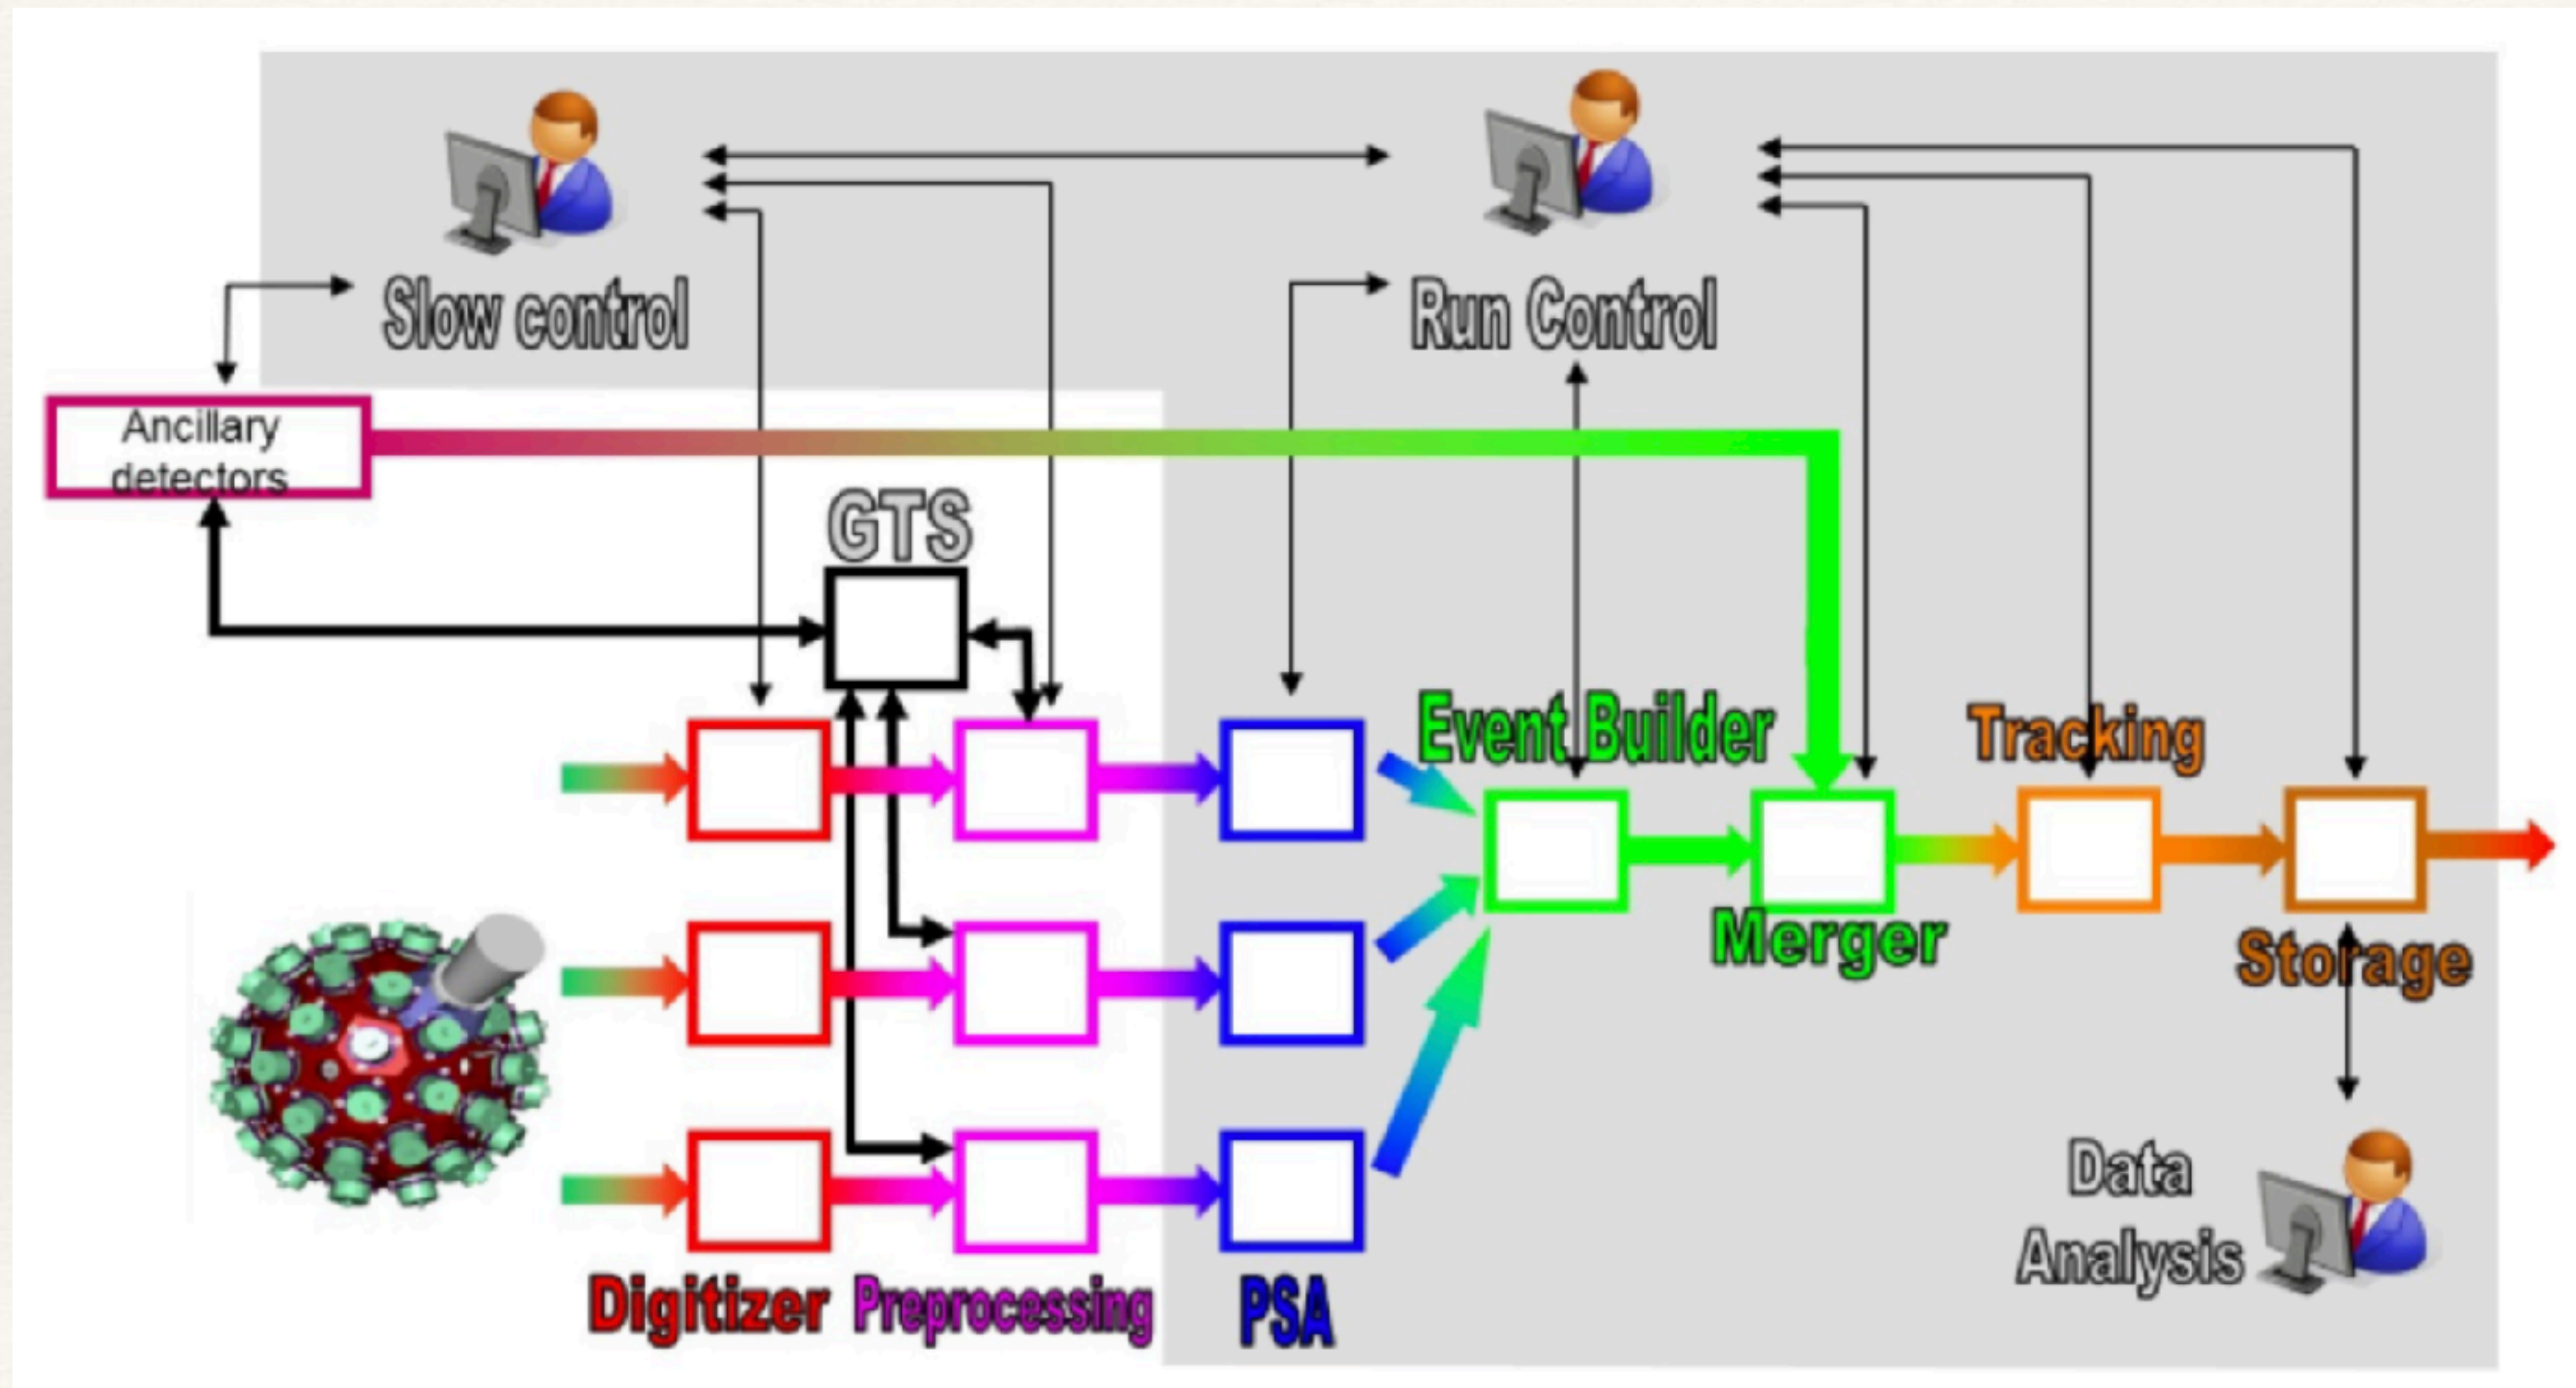 Slow control
Run Control
Ancillary
detectors
GTS
Event Builder
Tracking
Merger
Storage
Data
Analysis
Digitizer
Preprocessing
PSA